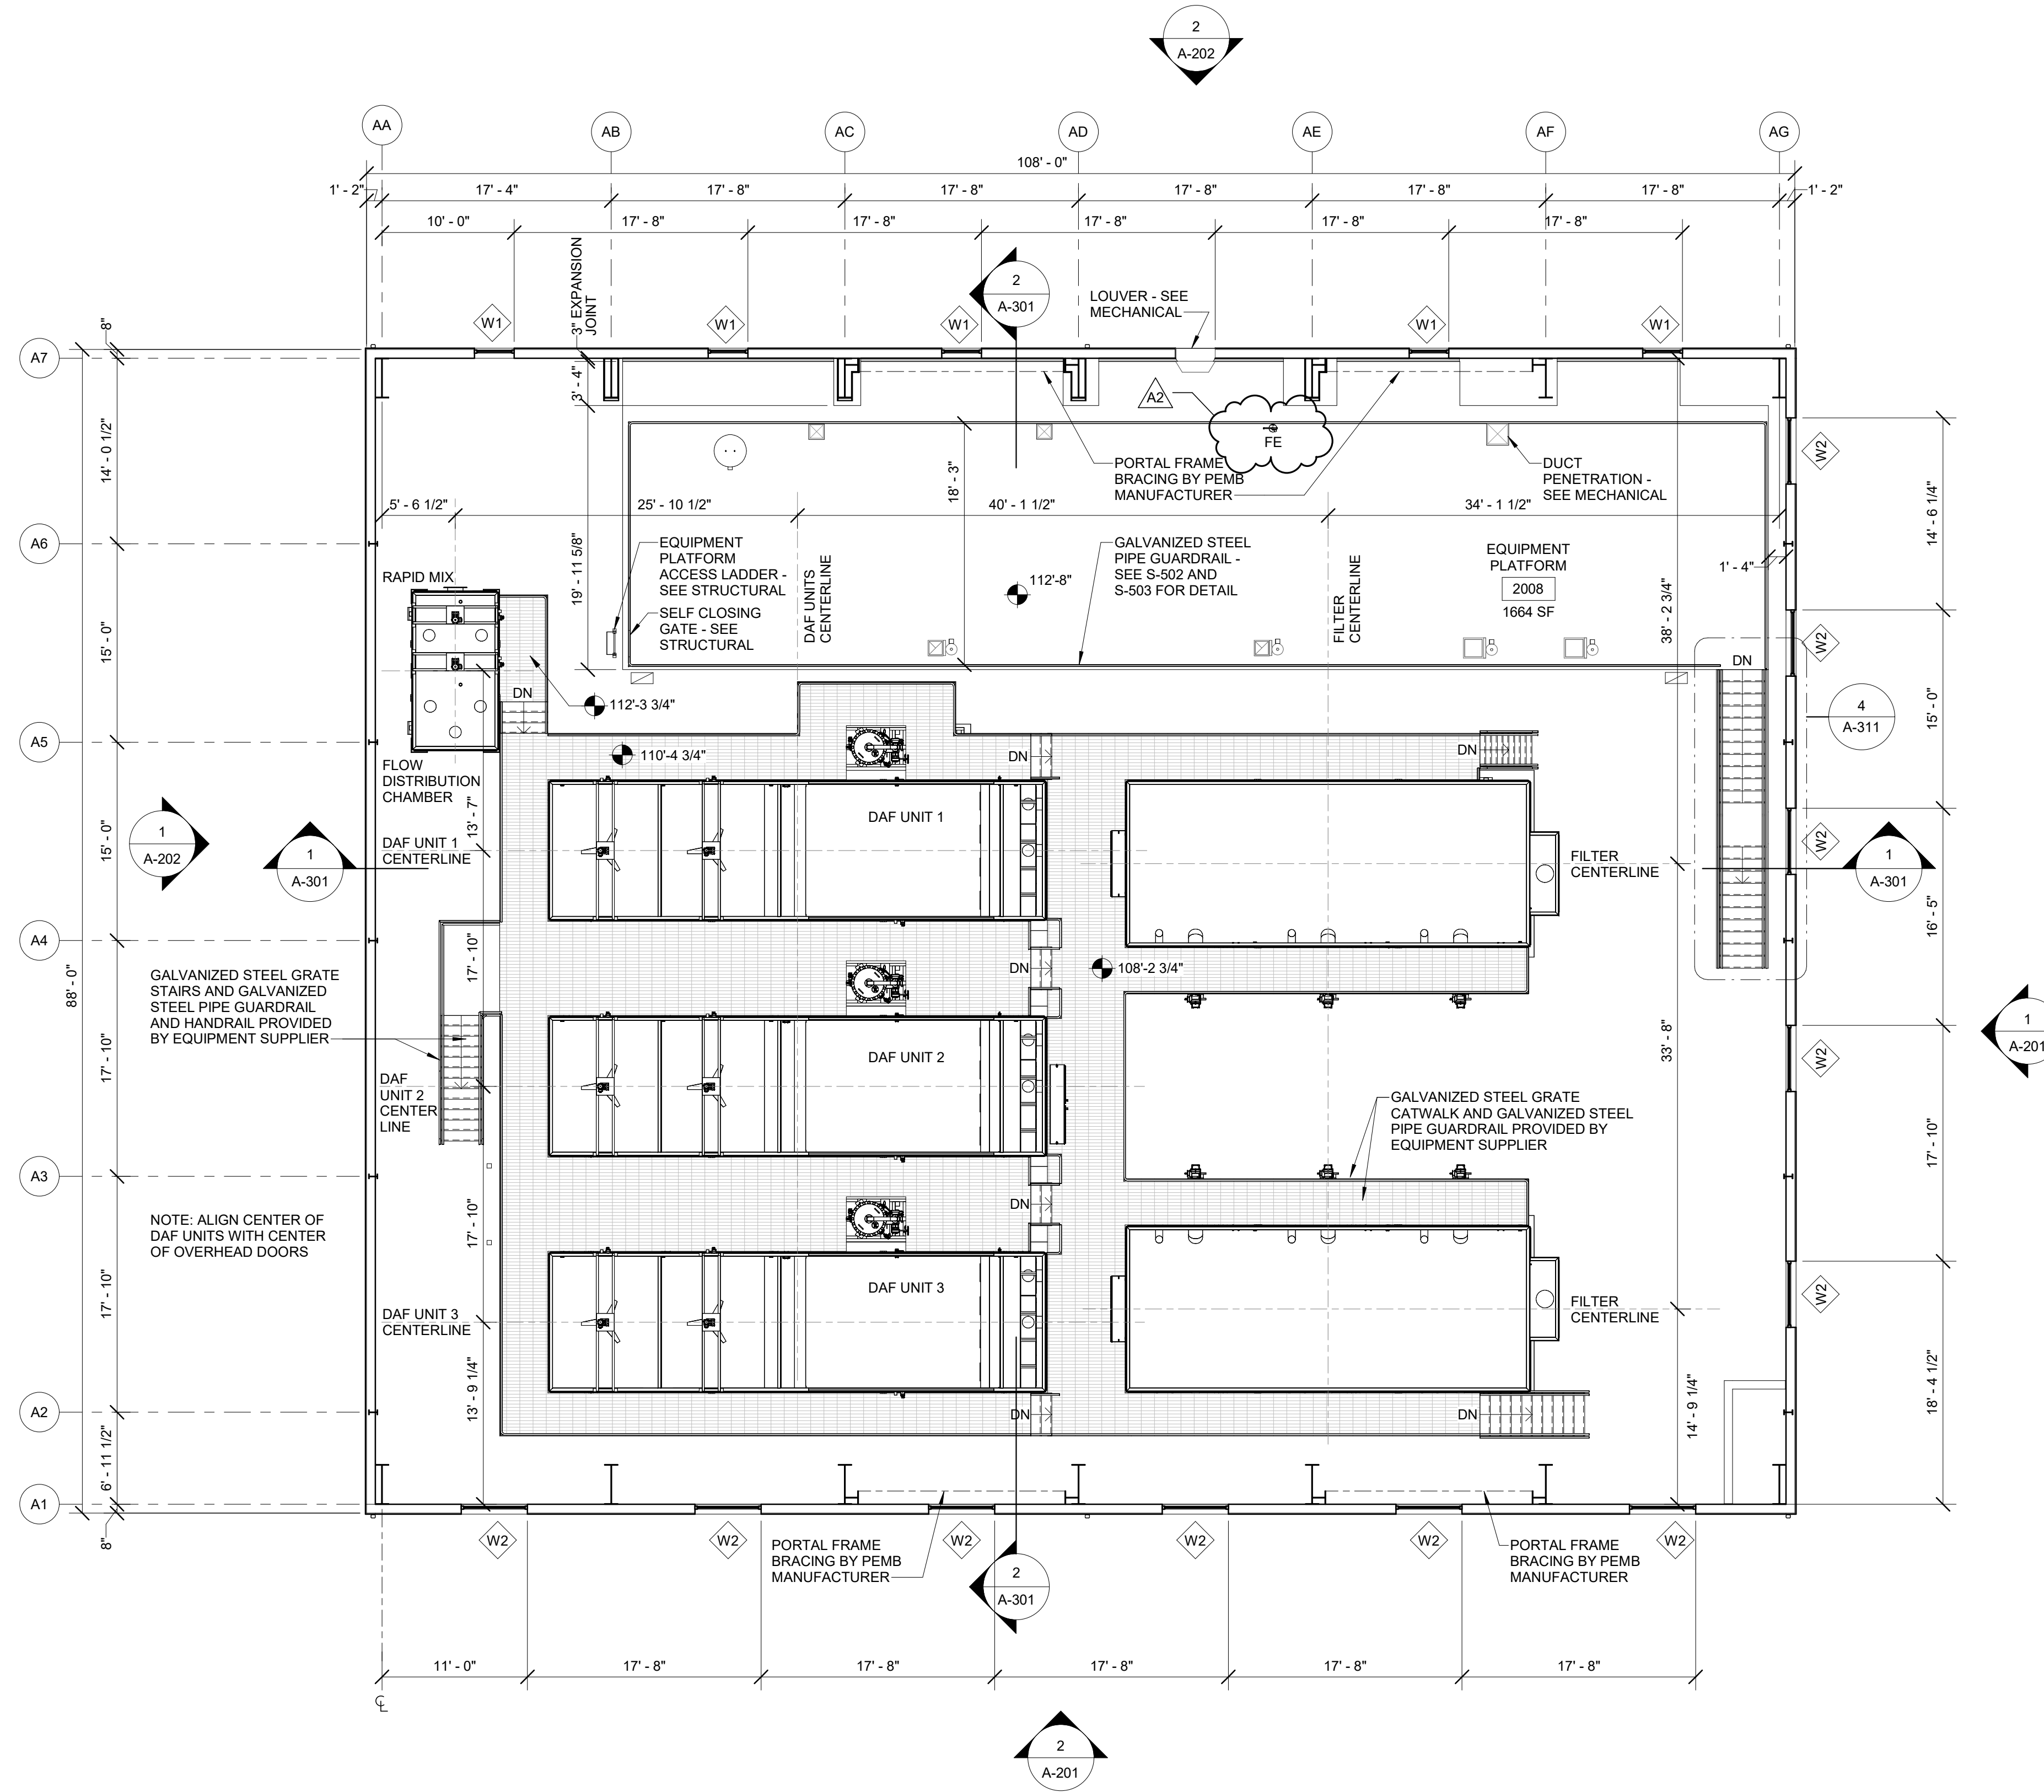 2
A-202
AA
AB
AC
AD
AE
AF
AG
108' - 0"
1' - 2"
17' - 4"
17' - 8"
17' - 8"
17' - 8"
17' - 8"
17' - 8"
1' - 2"
10' - 0"
17' - 8"
17' - 8"
17' - 8"
17' - 8"
17' - 8"
3" EXPANSION
JOINT
2
A-301
LOUVER - SEE
MECHANICAL
W1
W1
W1
W1
W1
8"
A7
3' - 4"
A2
FE
14' - 0 1/2"
18' - 3"
PORTAL FRAME
BRACING BY PEMB
MANUFACTURER
DUCT
PENETRATION -
SEE MECHANICAL
W2
5' - 6 1/2"
25' - 10 1/2"
40' - 1 1/2"
34' - 1 1/2"
14' - 6 1/4"
A6
19' - 11 5/8"
EQUIPMENT
PLATFORM
ACCESS LADDER -
SEE STRUCTURAL
SELF CLOSING
GATE - SEE
STRUCTURAL
DAF UNITS
CENTERLINE
112'-8"
GALVANIZED STEEL
PIPE GUARDRAIL -
SEE S-502 AND
S-503 FOR DETAIL
FILTER
CENTERLINE
EQUIPMENT
PLATFORM
2008
1664 SF
1' - 4"
38' - 2 3/4"
RAPID MIX
15' - 0"
W2
DN
DN
112'-3 3/4"
4
A-311
15' - 0"
A5
110'-4 3/4"
DN
DN
FLOW
DISTRIBUTION
CHAMBER
13' - 7"
DAF UNIT 1
1
A-202
15' - 0"
DAF UNIT 1
CENTERLINE
1
A-301
FILTER
CENTERLINE
W2
1
A-301
A4
17' - 10"
DN
108'-2 3/4"
16' - 5"
88' - 0"
GALVANIZED STEEL GRATE
STAIRS AND GALVANIZED
STEEL PIPE GUARDRAIL
AND HANDRAIL PROVIDED
BY EQUIPMENT SUPPLIER
17' - 10"
DAF UNIT 2
33' - 8"
W2
1
A-201
DAF
UNIT 2
CENTER
LINE
GALVANIZED STEEL GRATE
CATWALK AND GALVANIZED STEEL
PIPE GUARDRAIL PROVIDED BY
EQUIPMENT SUPPLIER
17' - 10"
A3
DN
NOTE: ALIGN CENTER OF
DAF UNITS WITH CENTER
OF OVERHEAD DOORS
17' - 10"
17' - 10"
DAF UNIT 3
DAF UNIT 3
CENTERLINE
FILTER
CENTERLINE
W2
13' - 9 1/4"
14' - 9 1/4"
18' - 4 1/2"
A2
DN
DN
6' - 11 1/2"
A1
8"
W2
W2
W2
W2
W2
W2
PORTAL FRAME
BRACING BY PEMB
MANUFACTURER
2
A-301
PORTAL FRAME
BRACING BY PEMB
MANUFACTURER
11' - 0"
17' - 8"
17' - 8"
17' - 8"
17' - 8"
17' - 8"
CL
2
A-201